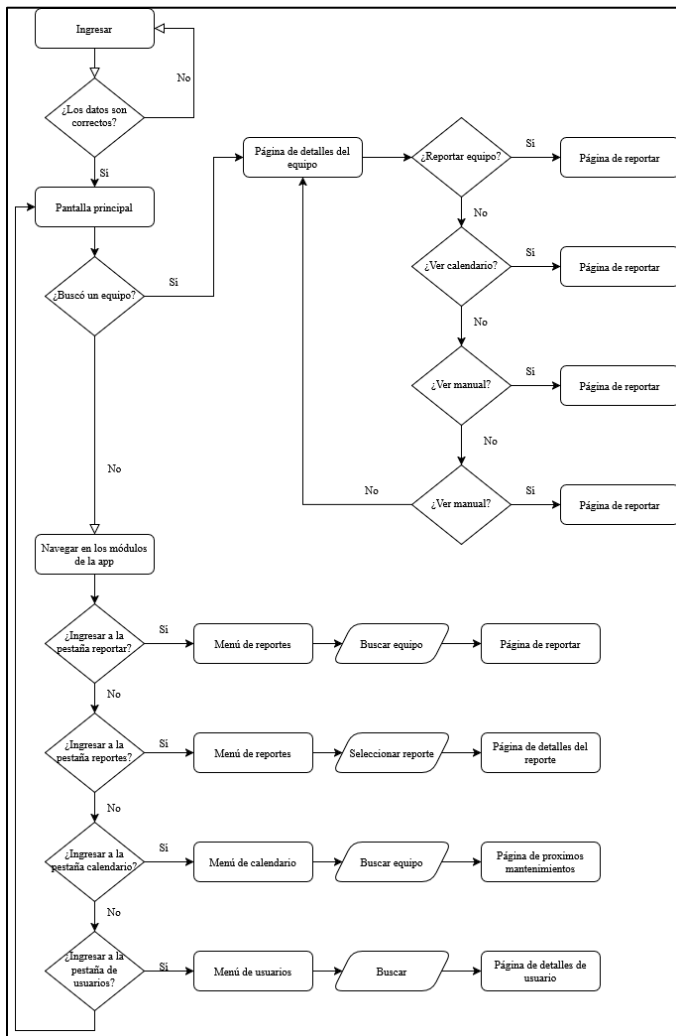 Ingresar
No
¿Los datos son
correctos?
Sí
Pantalla principal
¿Buscó un equipo?
Sí
No
Página de detalles del
equipo
¿Reportar equipo?
Sí
Página de reportar
No
¿Ver calendario?
Sí
Página de reportar
No
¿Ver manual?
Sí
Página de reportar
No
¿Ver manual?
Sí
Página de reportar
No
Navegar en los módulos
de la app
¿Ingresar a la
pestaña reportar?
Sí
Menú de reportes
Buscar equipo
Página de reportar
No
¿Ingresar a la
pestaña reportes?
Sí
Menú de reportes
Seleccionar reporte
Página de detalles del
reporte
No
¿Ingresar a la
pestaña calendario?
Sí
Menú de calendario
Buscar equipo
Página de proximos
mantenimientos
No
¿Ingresar a la
pestaña de
usuarios?
Sí
Menú de usuarios
Buscar
Página de detalles de
usuario